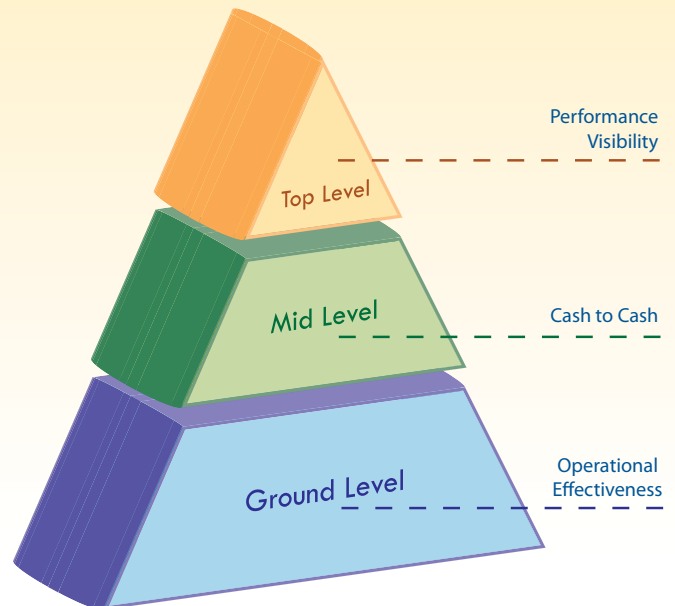 Performance
Visibility
Top Level
Cash to Cash
Mid Level
Operational
Effectiveness
Ground Level